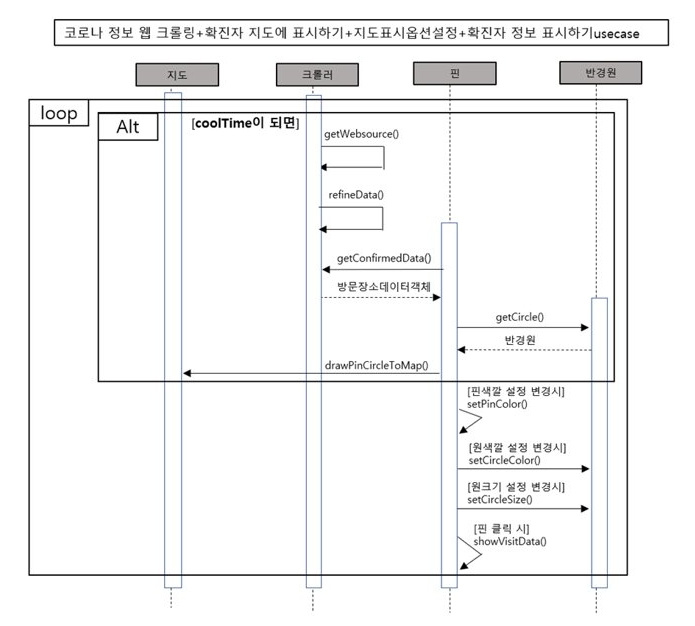 코로나 정보 웹 크롤링+확진자 지도에 표시하기+지도표시옵션설정+확진자 정보 표시하기usecase
지도
크롤러
핀
반경원
loop
Alt
[coolTime이 되면]
getWebsource()
refineData()
getConfirmedData()
방문장소데이터객체
getCircle()
반경원
drawPinCircleToMap()
[핀색깔 설정 변경시]
setPinColor()
[원색깔 설정 변경시]
setCircleColor()
[원크기 설정 변경시]
setCircleSize()
[핀 클릭 시]
showVisitData()